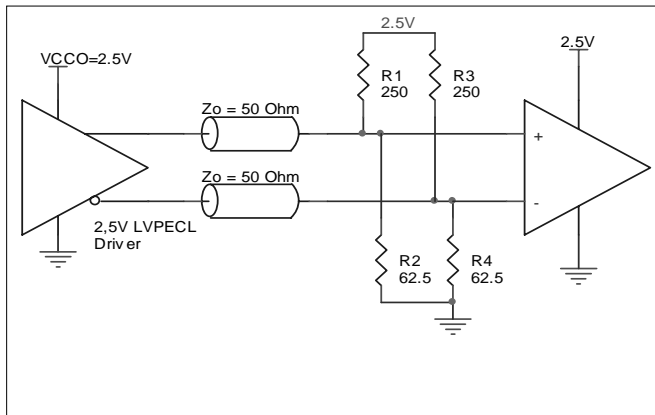 2.5V
VCCO=2.5V
2.5V
R1
250
R3
250
Zo = 50 Ohm
+
Zo = 50 Ohm
-
2,5V LVPECL
Driver
R2
62.5
R4
62.5